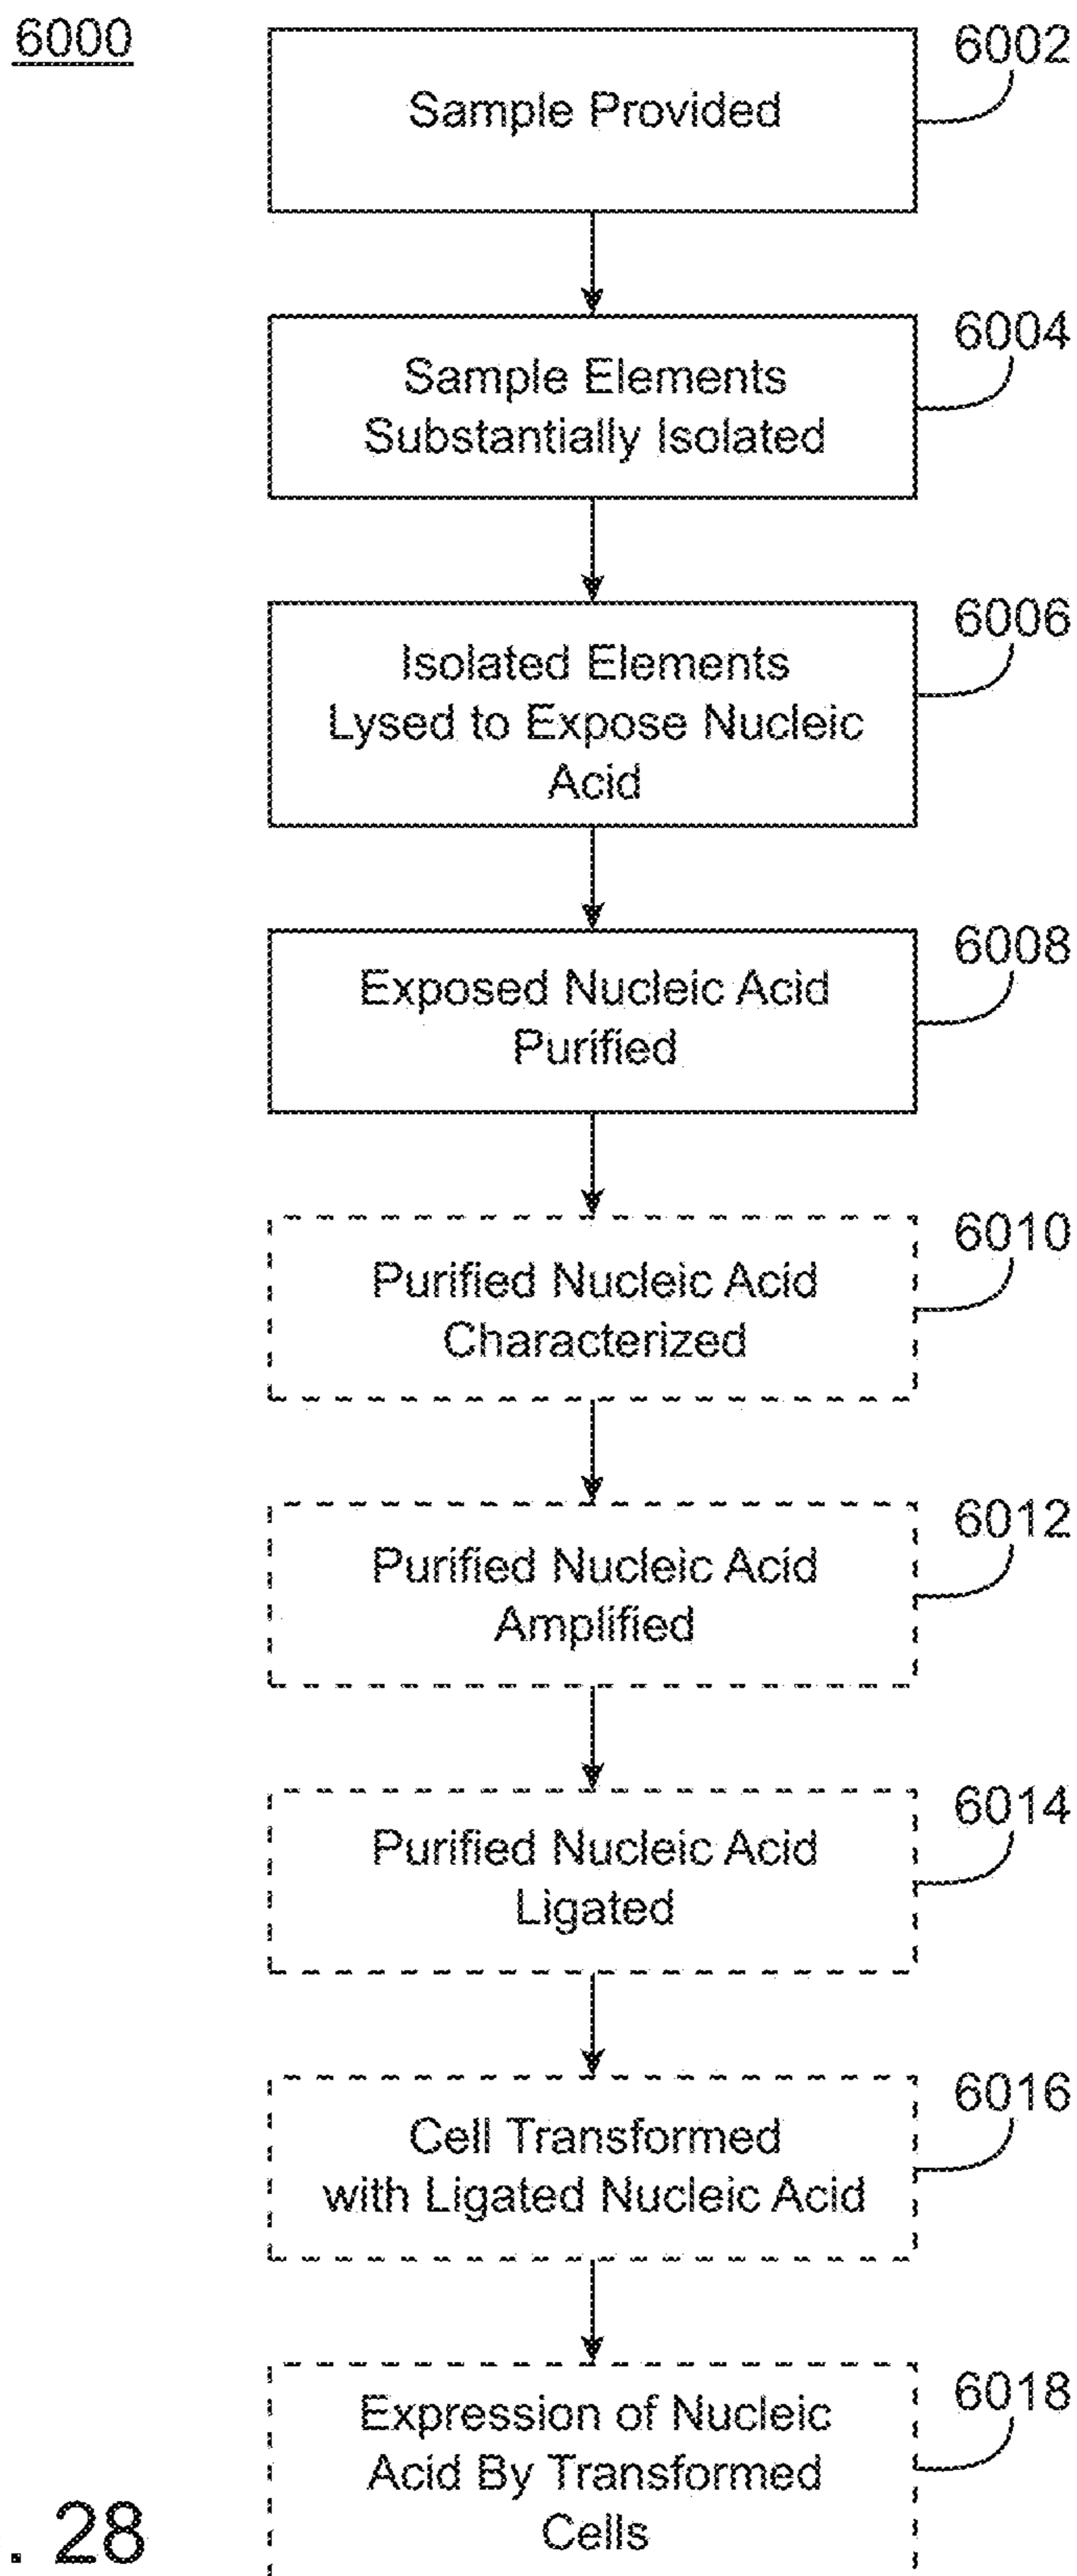 6000
6002
Sample Provided
6004
Sample Elements
Substantially Isolated
6006
Isolated Elements
Lysed to Expose Nucleic
Acid
6008
Exposed Nucleic Acid
Purified
6010
Purified Nucleic Acid
Characterized
6012
Purified Nucleic Acid
Amplified
6014
Purified Nucleic Acid
Ligated
6016
Cell Transformed
with Ligated Nucleic Acid
6018
Expression of Nucleic
Acid By Transformed
Cells
. 28